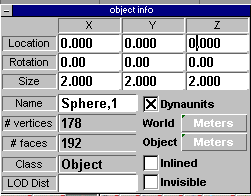 object info
X Y Z
Location 0.000 0.000 0.000
Rotation 0.00 0.00 0.00
Size 2.000 2.000 2.000
Name Sphere,1 Dynaunits
# vertices 178 World Meters
# faces 192 Object Meters
Class Object Inlined
LOD Dist Invisible